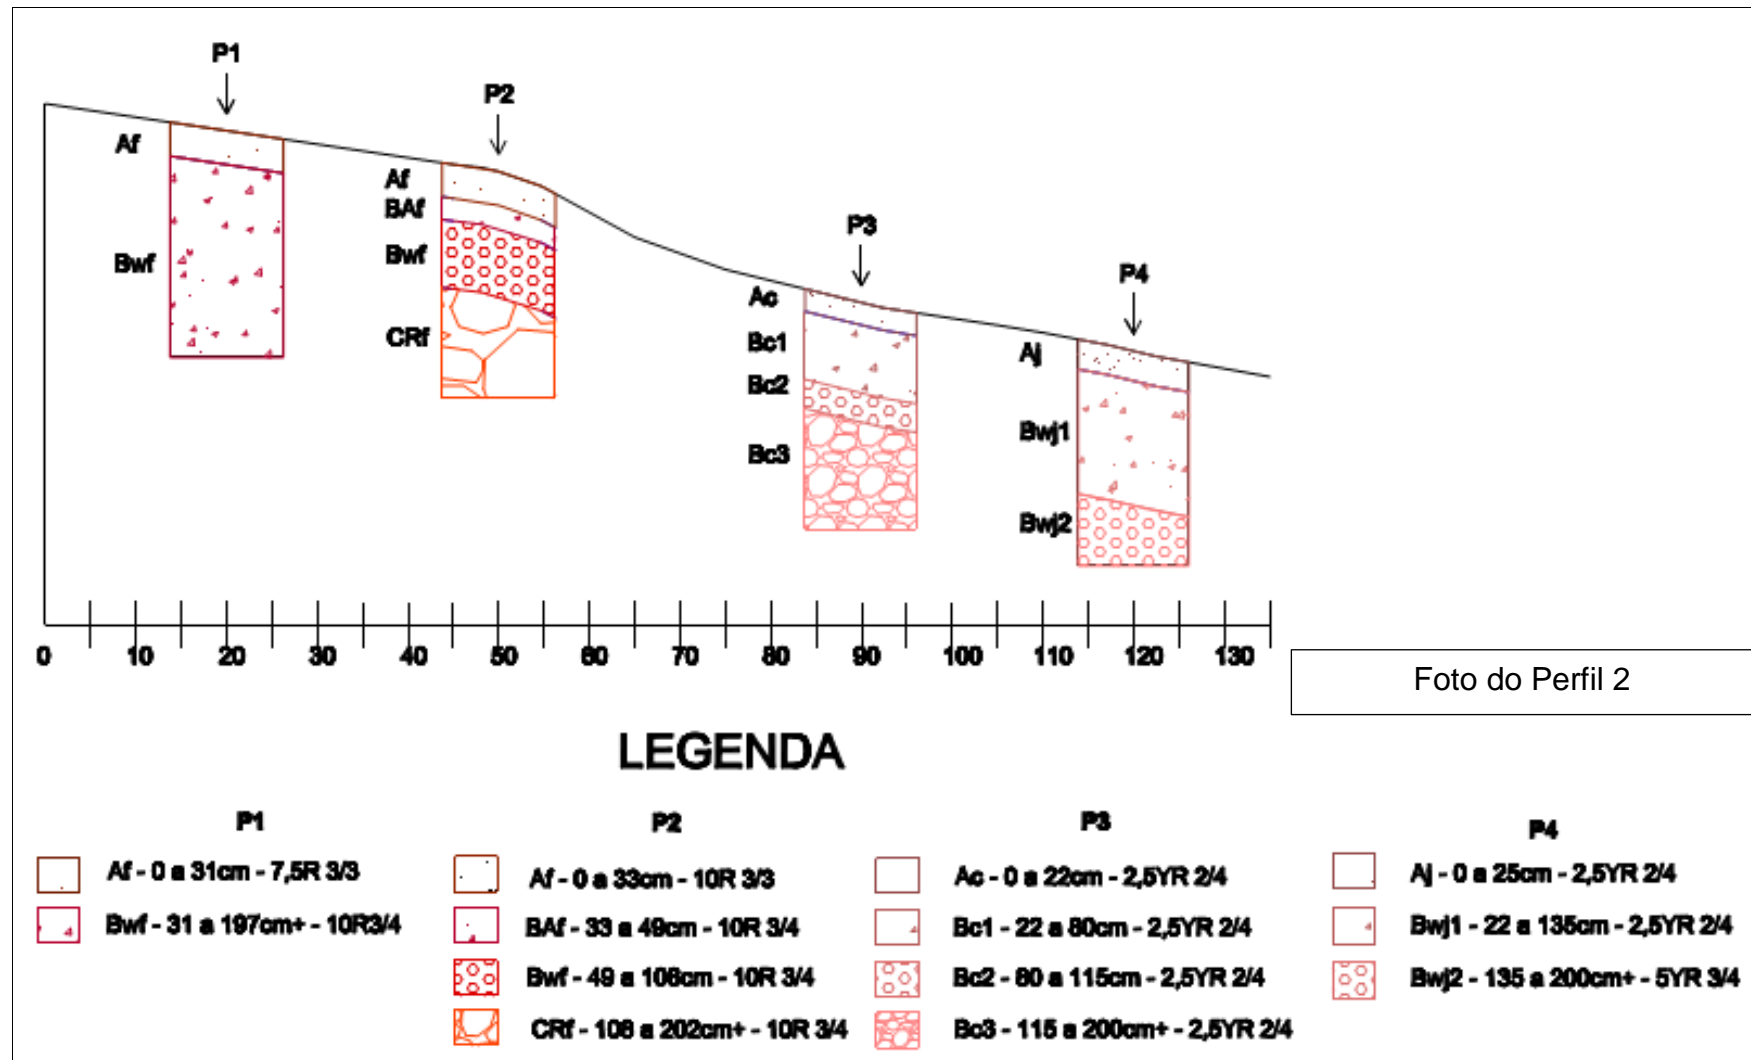 P1
P2
P3
P4
Af
Bwf
Af
BAf
Bwf
CRf
Ac
Bc1
Bc2
Bc3
Aj
Bwj1
Bwj2
0 10 20 30 40 50 60 70 80 90 100 110 120 130
Foto do Perfil 2
LEGENDA
P1
Af - 0 a 31cm - 7,5R 3/3
Bwf - 31 a 197cm+ - 10R3/4
P2
Af - 0 a 33cm - 10R 3/3
BAf - 33 a 49cm - 10R 3/4
Bwf - 49 a 108cm - 10R 3/4
CRf - 108 a 202cm+ - 10R 3/4
P3
Ac - 0 a 22cm - 2,5YR 2/4
Bc1 - 22 a 80cm - 2,5YR 2/4
Bc2 - 80 a 115cm - 2,5YR 2/4
Bc3 - 115 a 200cm+ - 2,5YR 2/4
P4
Aj - 0 a 25cm - 2,5YR 2/4
Bwj1 - 22 a 135cm - 2,5YR 2/4
Bwj2 - 135 a 200cm+ - 5YR 3/4